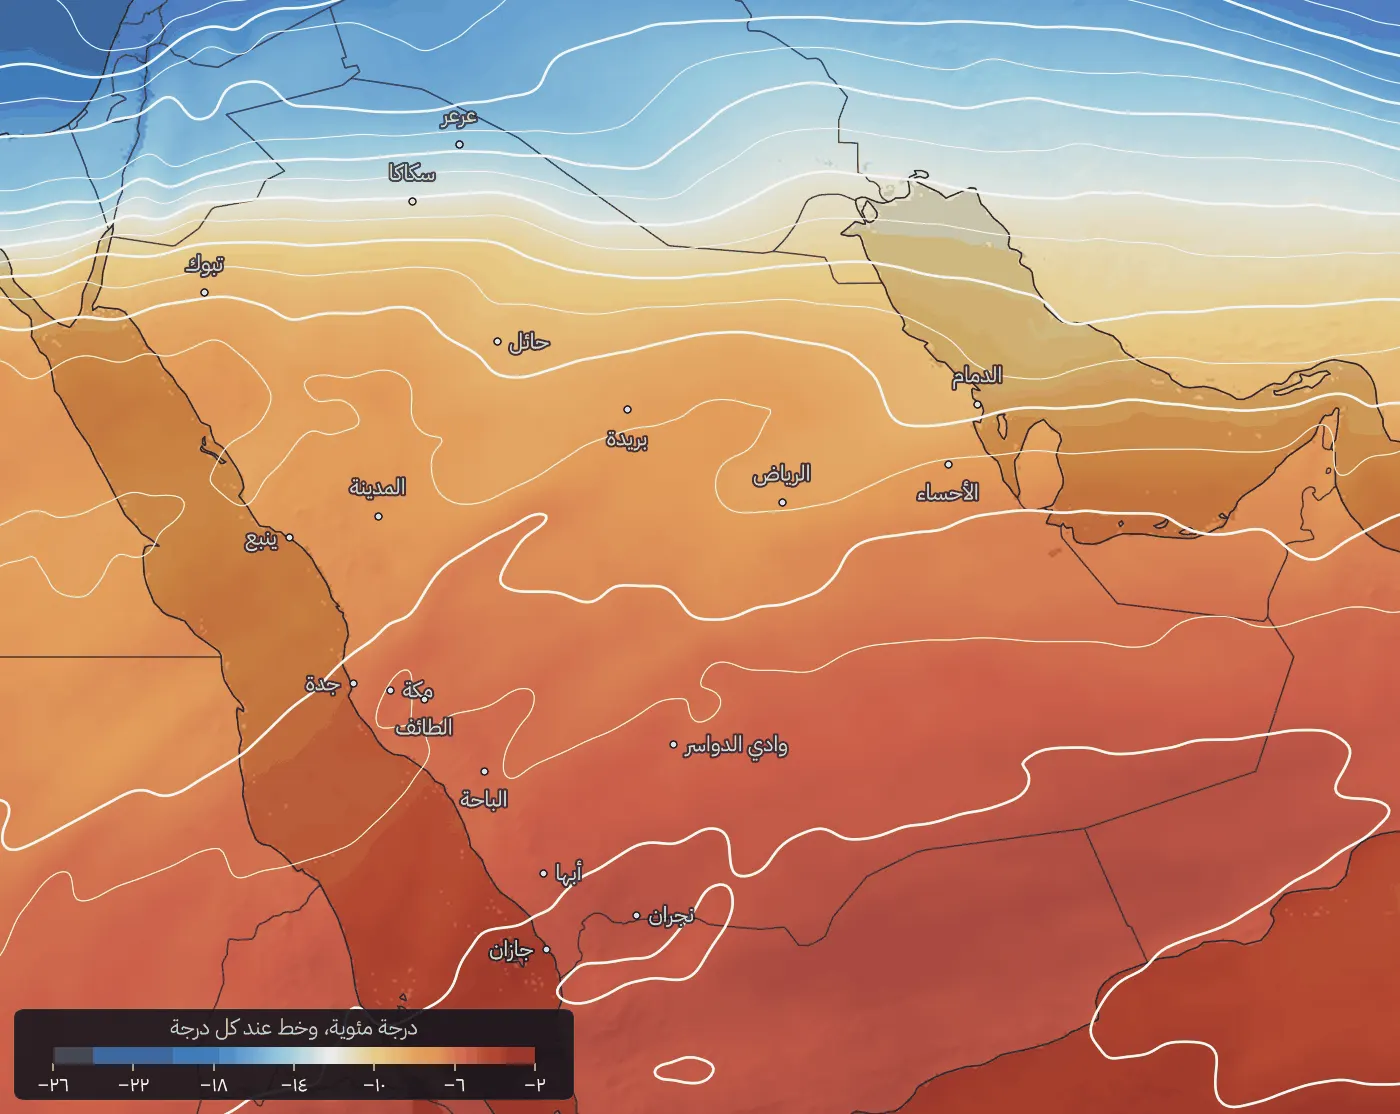 عرعر
سكاكا
تبوك
حائل
الدمام
بريدة
الرياض
الأحساء
المدينة
ينبع
جدة
مكة
الطائف
وادي الدواسر
الباحة
أبها
نجران
جازان
درجة مئوية، وخط عند كل درجة
−٢٦ −٢٢ −١٨ −١٤ −١٠ −٦ −٢